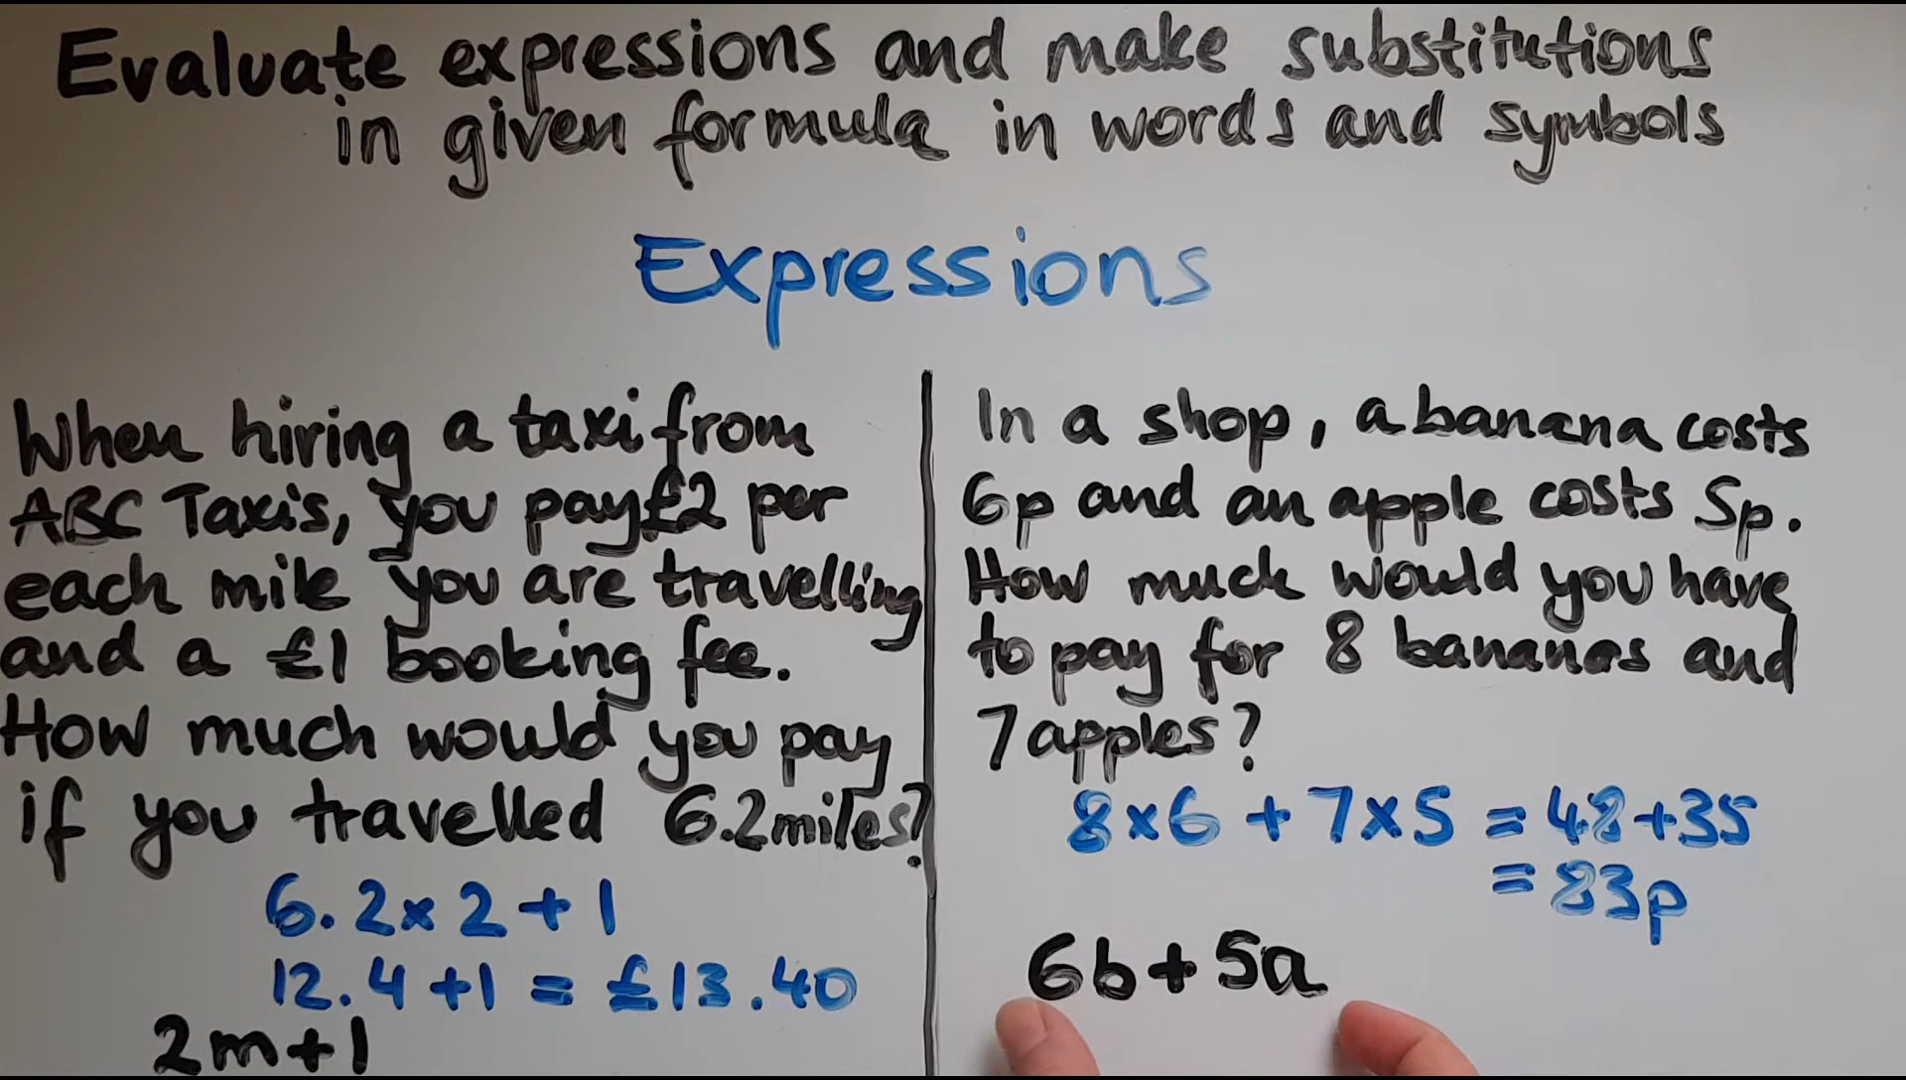 Evaluate expressions and make substitutions
in given formula in words and symbols
Expressions
When hiring a taxi from
ABC Taxis, you pay £2 per
each mile you are travelling
and a £1 booking fee.
How much would you pay
if you travelled 6.2miles?
6.2×2+1
12.4+1 = £13.40
2m+1
In a shop, a banana costs
6p and an apple costs 5p.
How much would you have
to pay for 8 bananas and
7 apples?
8×6 + 7×5 = 48+35
= 83p
6b+5a